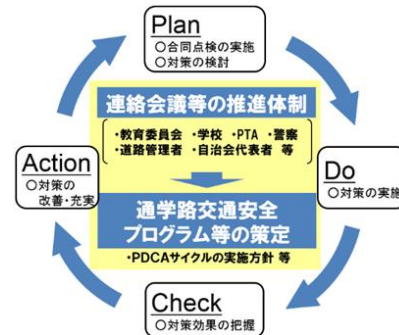 Plan
○合同点検の実施
○対策の検討
連絡会議等の推進体制
・教育委員会 ・学校 ・PTA ・警察
・道路管理者 ・自治会代表者 等
Action
○対策の
改善・充実
Do
○対策の実施
通学路交通安全
プログラム等の策定
・PDCAサイクルの実施方針 等
Check
○対策効果の把握